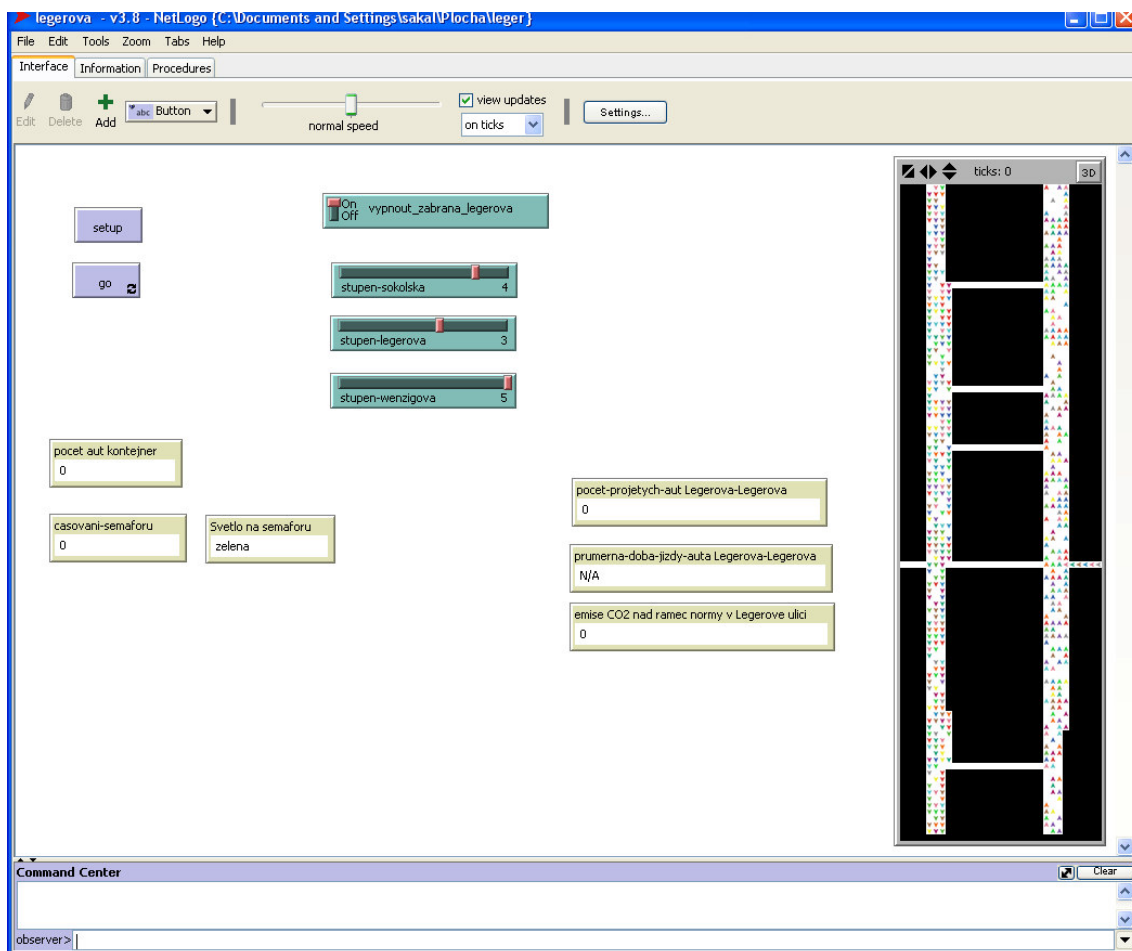 legerova - v3.8 - NetLogo {C:\Documents and Settings\sakal\Plocha\leger}
File Edit Tools Zoom Tabs Help
Interface Information Procedures
Edit Delete Add abc Button normal speed view updates on ticks Settings...
ticks: 0 3D
setup
On
Off vypnout_zabrana_legerova
go
stupen-sokolska 4
stupen-legerova 3
stupen-wenzigova 5
pocet aut kontejner
0
casovani-semaforu
0
Svetlo na semaforu
zelena
pocet-projetych-aut Legerova-Legerova
0
prumerna-doba-jizdy-auta Legerova-Legerova
N/A
emise CO2 nad ramec normy v Legerove ulici
0
Command Center Clear
observer>